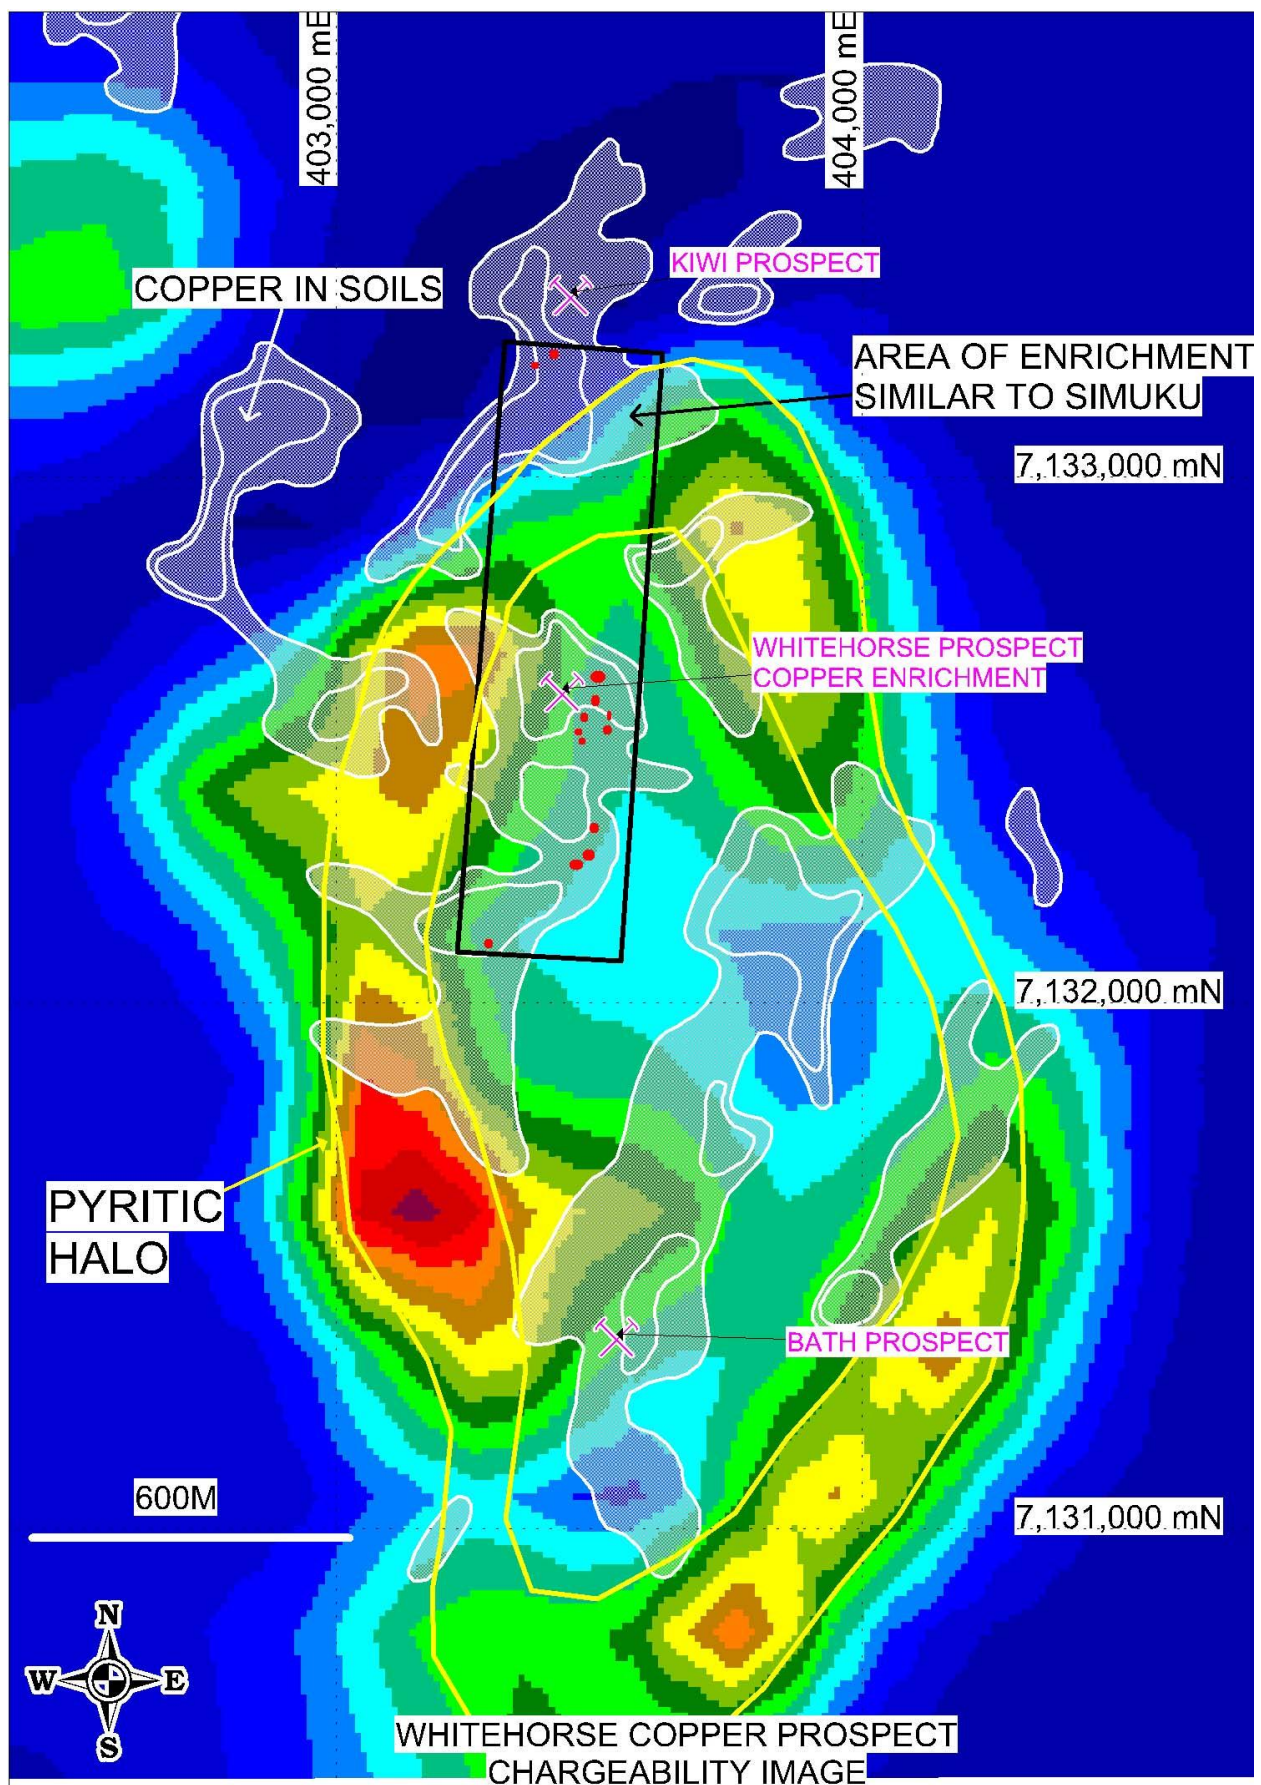 403,000 mE
404,000 mE
KIWI PROSPECT
COPPER IN SOILS
AREA OF ENRICHMENT
SIMILAR TO SIMUKU
7,133,000 mN
WHITEHORSE PROSPECT
COPPER ENRICHMENT
7,132,000 mN
PYRITIC
HALO
BATH PROSPECT
600M
7,131,000 mN
N
W
E
S
WHITEHORSE COPPER PROSPECT
CHARGEABILITY IMAGE